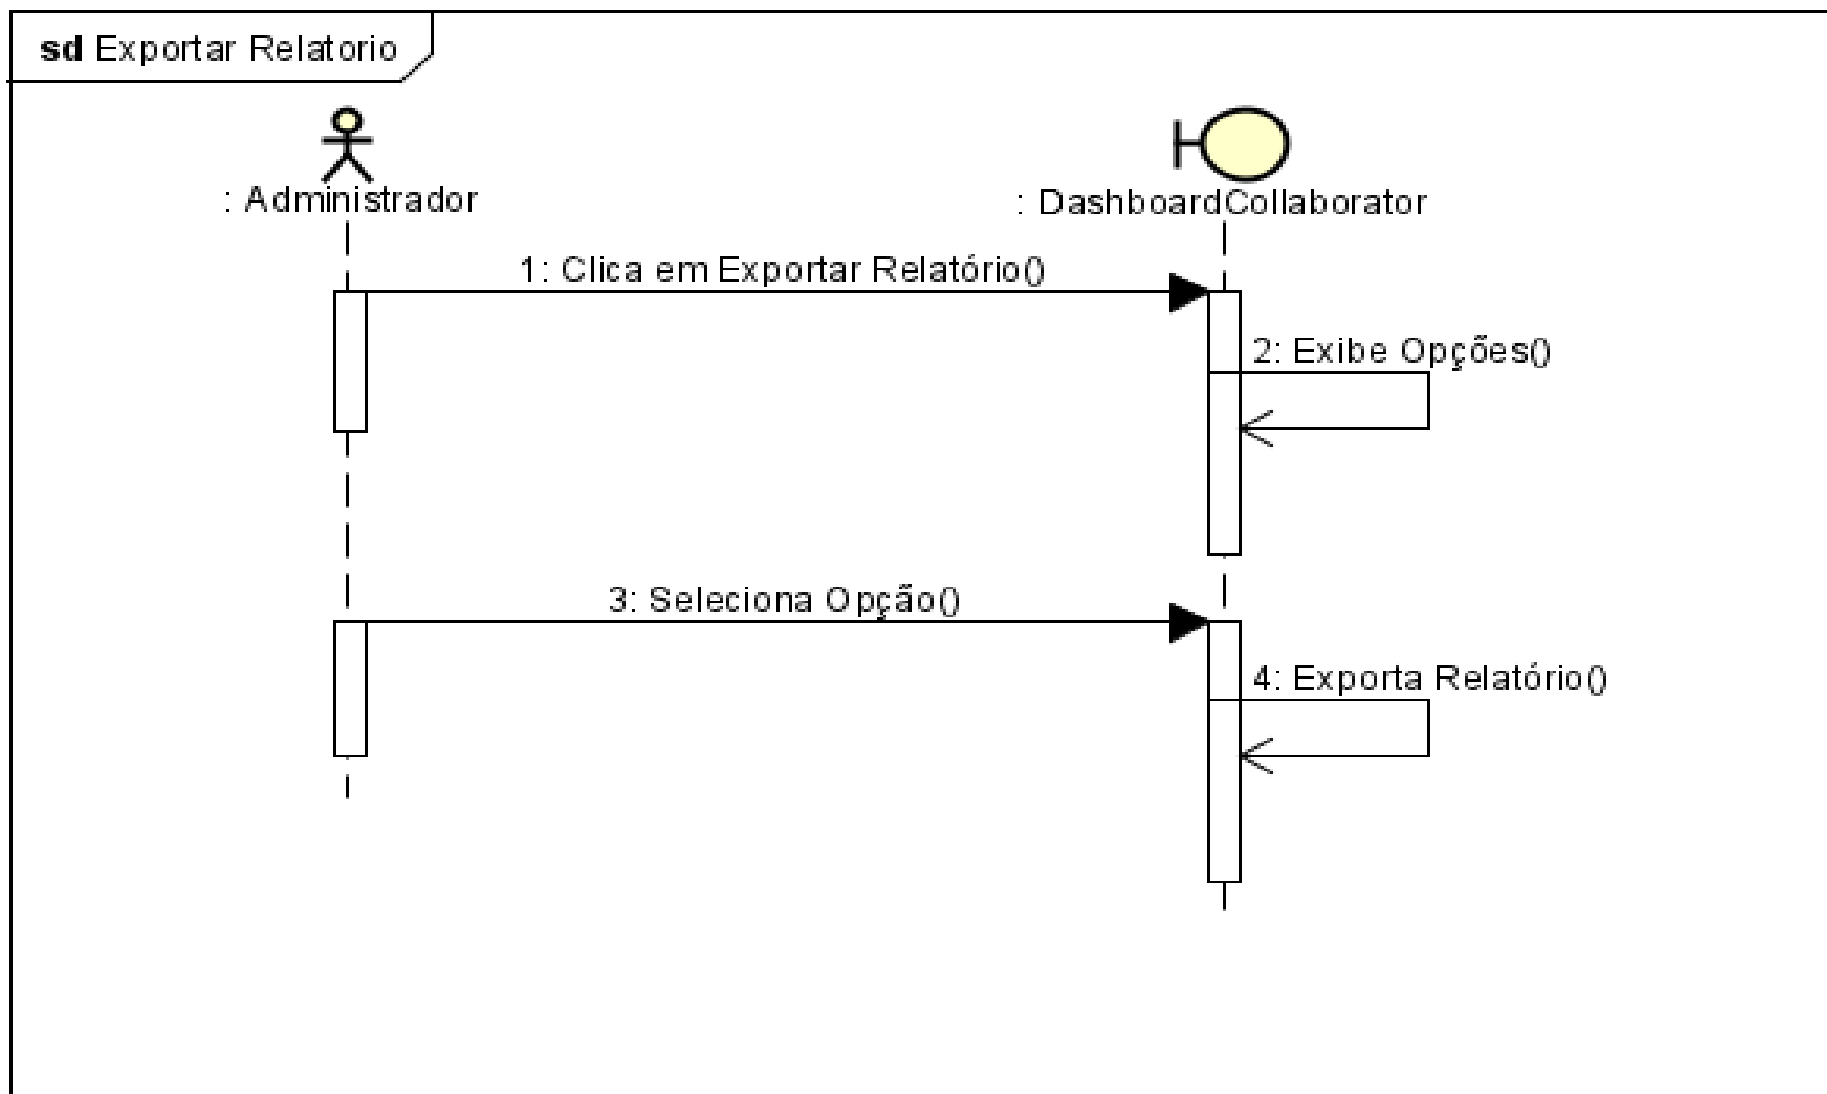 sd Exportar Relatorio
: Administrador
: DashboardCollaborator
1: Clica em Exportar Relatório()
2: Exibe Opções()
3: Seleciona Opção()
4: Exporta Relatório()